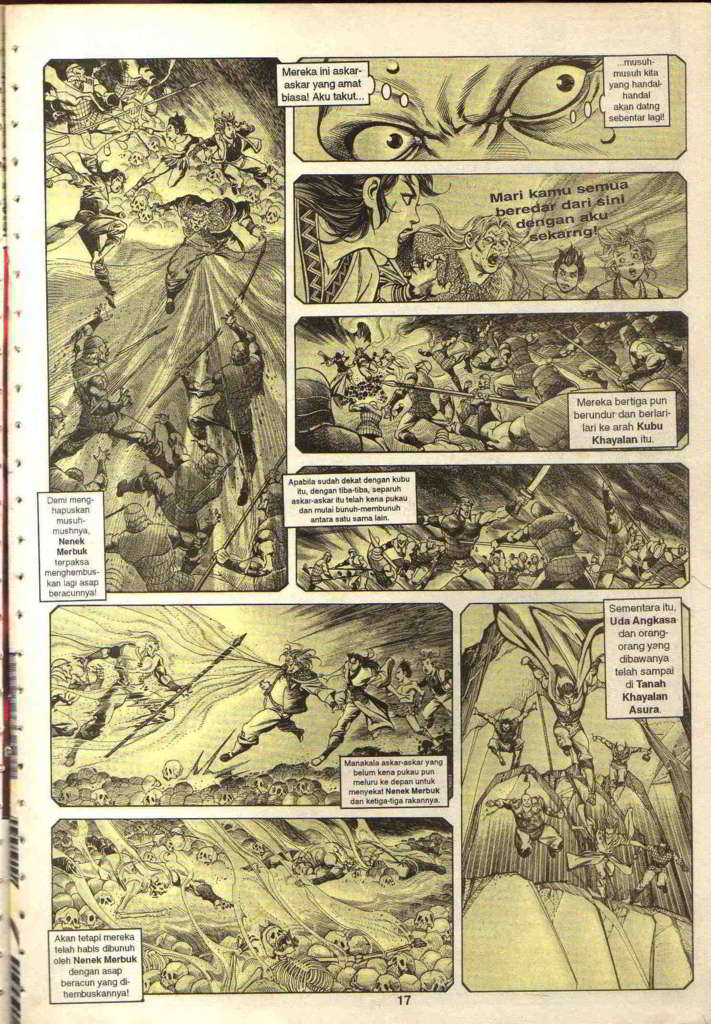 Mereka ini askar-
askar yang amat
biasa! Aku takut...
...musuh-
musuh kita
yang handal-
handal
akan datng
sebentar lagi!
Mari kamu semua
beredar dari sini
dengan aku
sekarng!
Mereka bertiga pun
berundur dan berlari-
lari ke arah Kubu
Khayalan itu.
Apabila sudah dekat dengan kubu
itu, dengan tiba-tiba, separuh
askar-askar itu telah kena pukau
dan mulai bunuh-membunuh
antara satu sama lain.
Demi meng-
hapuskan
musuh-
mushnya,
Nenek
Merbuk
terpaksa
menghembus-
kan lagi asap
beracunnya!
Manakala askar-askar yang
belum kena pukau pun
meluru ke depan untuk
menyekat Nenek Merbuk
dan ketiga-tiga rakannya.
Sementara itu,
Uda Angkasa
dan orang-
orang yang
dibawanya
telah sampai
di Tanah
Khayalan
Asura.
Akan tetapi mereka
telah habis dibunuh
oleh Nenek Merbuk
dengan asap
beracun yang di-
hembuskannya!
17